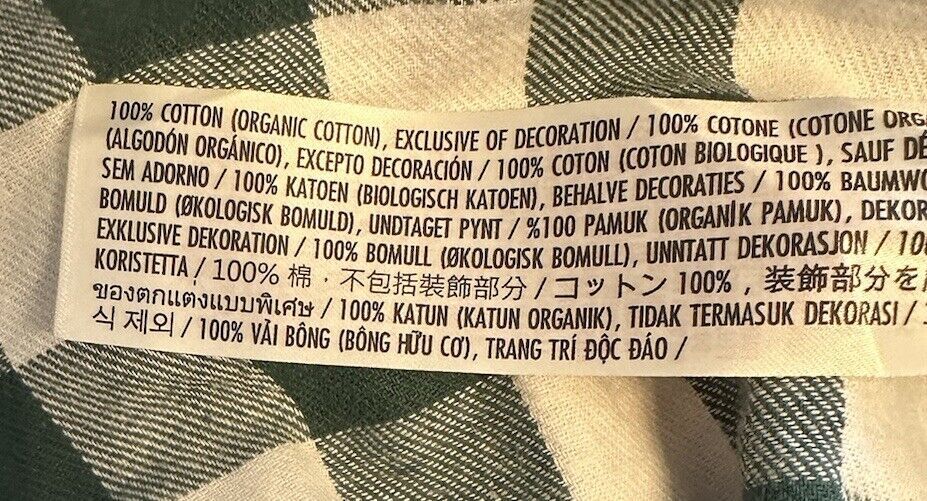 100% COTTON (ORGANIC COTTON), EXCLUSIVE OF DECORATION / 100% COTONE (COTONE ORG
(ALGODÓN ORGÁNICO), EXCEPTO DECORACIÓN / 100% COTON (COTON BIOLOGIQUE ), SAUF DÉ
SEM ADORNO / 100% KATOEN (BIOLOGISCH KATOEN), BEHALVE DECORATIES / 100% BAUMWO
BOMULD (ØKOLOGISK BOMULD), UNDTAGET PYNT / %100 PAMUK (ORGANİK PAMUK), DEKOR
EXKLUSIVE DEKORATION / 100% BOMULL (ØKOLOGISK BOMULL), UNNTATT DEKORASJON / 10
KORISTETTA / 100% 棉﹐不包括裝飾部分 / コットン 100%﹐装飾部分を
ของตกแต่งแบบพิเศษ / 100% KATUN (KATUN ORGANIK), TIDAK TERMASUK DEKORASI /
식 제외 / 100% VẢI BÔNG (BÔNG HỮU CƠ), TRANG TRÍ ĐỘC ĐÁO /